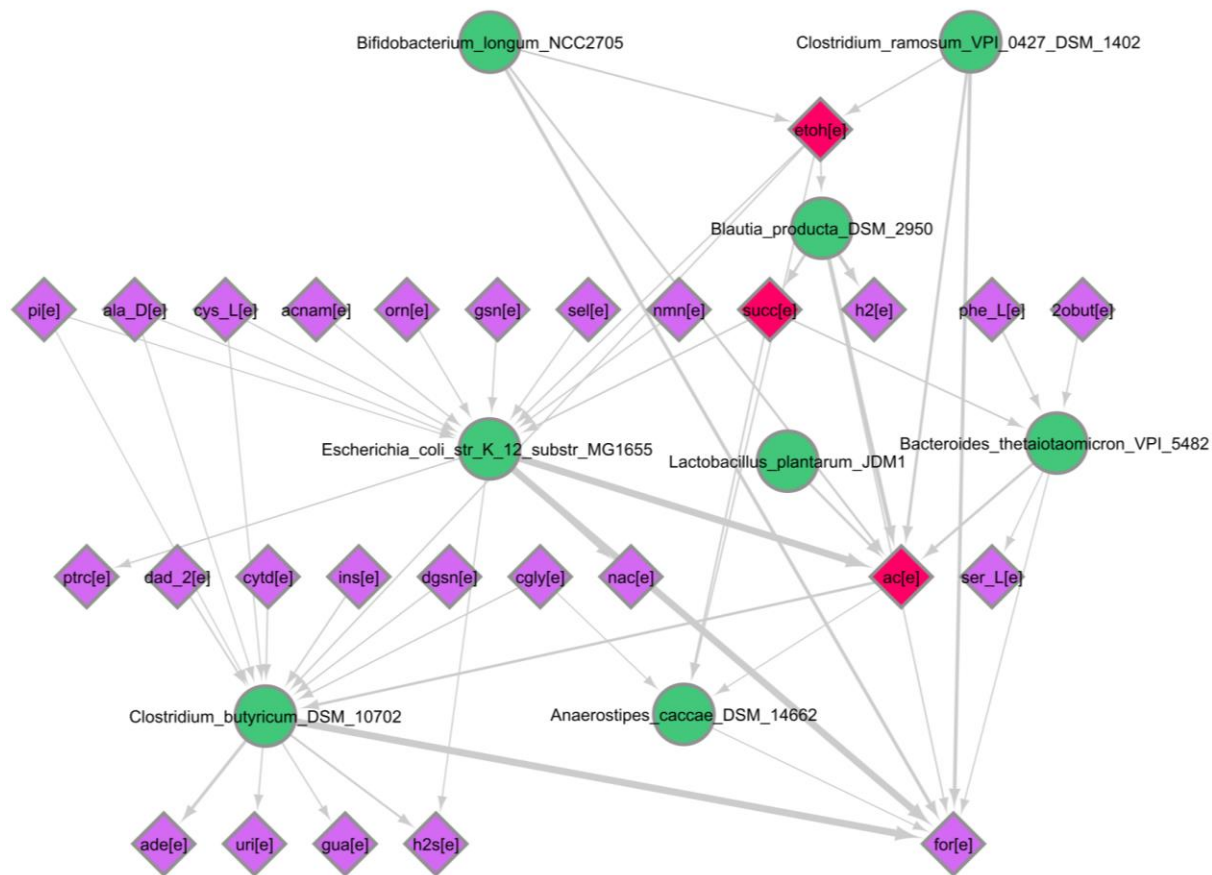 Bifidobacterium_longum_NCC2705
Clostridium_ramosum_VPI_0427_DSM_1402
etoh[e]
Blautia_producta_DSM_2950
pi[e]
ala_D[e]
cys_L[e]
acnam[e]
orn[e]
gsn[e]
sel[e]
nmn[e]
succ[e]
h2[e]
phe_L[e]
2obut[e]
Escherichia_coli_str_K_12_substr_MG1655
Lactobacillus_plantarum_JDM1
Bacteroides_thetaiotaomicron_VPI_5482
ptrc[e]
dad_2[e]
cytd[e]
ins[e]
dgsn[e]
cgly[e]
nac[e]
ac[e]
ser_L[e]
Clostridium_butyricum_DSM_10702
Anaerostipes_caccae_DSM_14662
ade[e]
uri[e]
gua[e]
h2s[e]
for[e]